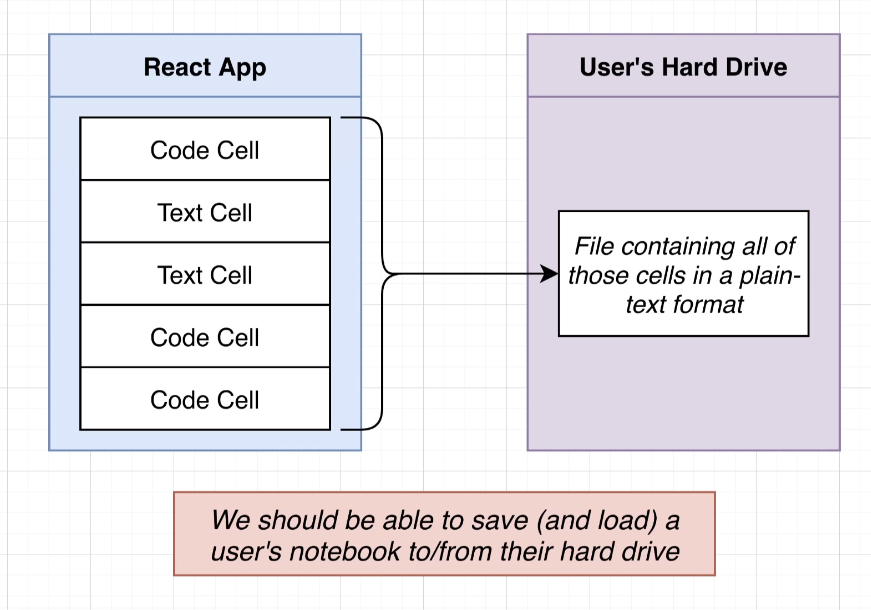 React App
Code Cell
Text Cell
Text Cell
Code Cell
Code Cell
User's Hard Drive
File containing all of
those cells in a plain-
text format
We should be able to save (and load) a
user's notebook to/from their hard drive